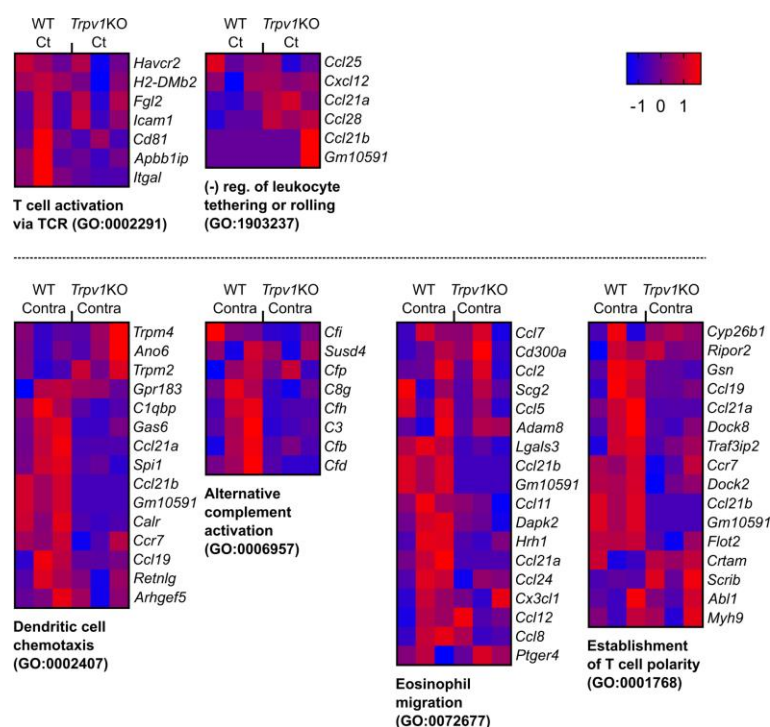 WT Trpv1KO
Ct Ct
Havcr2
H2-DMb2
Fgl2
Icam1
Cd81
Apbb1ip
Itgal
T cell activation
via TCR (GO:0002291)
WT Trpv1KO
Ct Ct
Ccl25
Cxcl12
Ccl21a
Ccl28
Ccl21b
Gm10591
(-) reg. of leukocyte
tethering or rolling
(GO:1903237)
-1 0 1
WT Trpv1KO
Contra Contra
Trpm4
Ano6
Trpm2
Gpr183
C1qbp
Gas6
Ccl21a
Spi1
Ccl21b
Gm10591
Calr
Ccr7
Ccl19
Retnlg
Arhgef5
Dendritic cell
chemotaxis
(GO:0002407)
WT Trpv1KO
Contra Contra
Cfi
Susd4
Cfp
C8g
Cfh
C3
Cfb
Cfd
Alternative
complement
activation
(GO:0006957)
WT Trpv1KO
Contra Contra
Ccl7
Cd300a
Ccl2
Scg2
Ccl5
Adam8
Lgals3
Ccl21b
Gm10591
Ccl11
Dapk2
Hrh1
Ccl21a
Ccl24
Cx3cl1
Ccl12
Ccl8
Ptger4
Eosinophil
migration
(GO:0072677)
WT Trpv1KO
Contra Contra
Cyp26b1
Ripor2
Gsn
Ccl19
Ccl21a
Dock8
Traf3ip2
Ccr7
Dock2
Ccl21b
Gm10591
Flot2
Crtam
Scrib
Abl1
Myh9
Establishment
of T cell polarity
(GO:0001768)